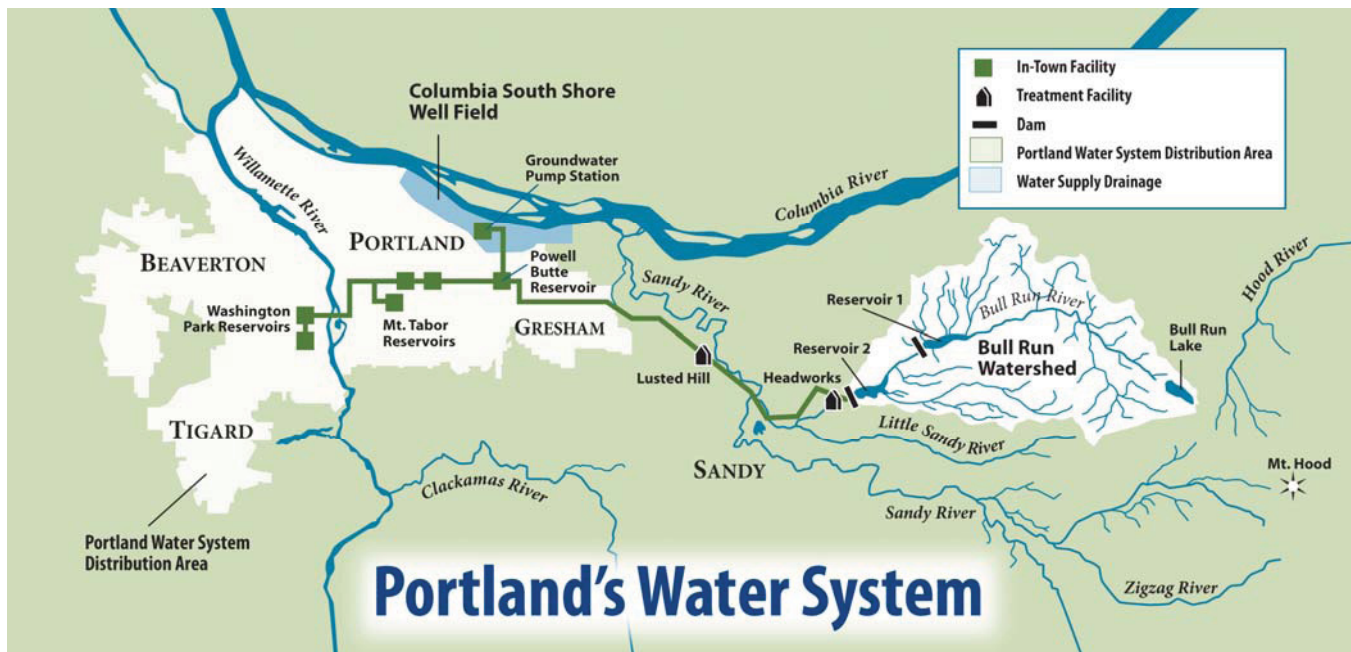 Columbia South Shore
Well Field
Groundwater
Pump Station
Willamette River
PORTLAND
BEAVERTON
Washington
Park Reservoirs
Mt. Tabor
Reservoirs
Powell
Butte
Reservoir
GRESHAM
TIGARD
Portland Water System
Distribution Area
Clackamas River
Columbia River
Sandy River
Lusted Hill
Reservoir 1
Reservoir 2
Headworks
Bull Run River
Bull Run
Watershed
Bull Run
Lake
Little Sandy River
SANDY
Sandy River
Hood River
Mt. Hood
Zigzag River
In-Town Facility
Treatment Facility
Dam
Portland Water System Distribution Area
Water Supply Drainage
Portland's Water System